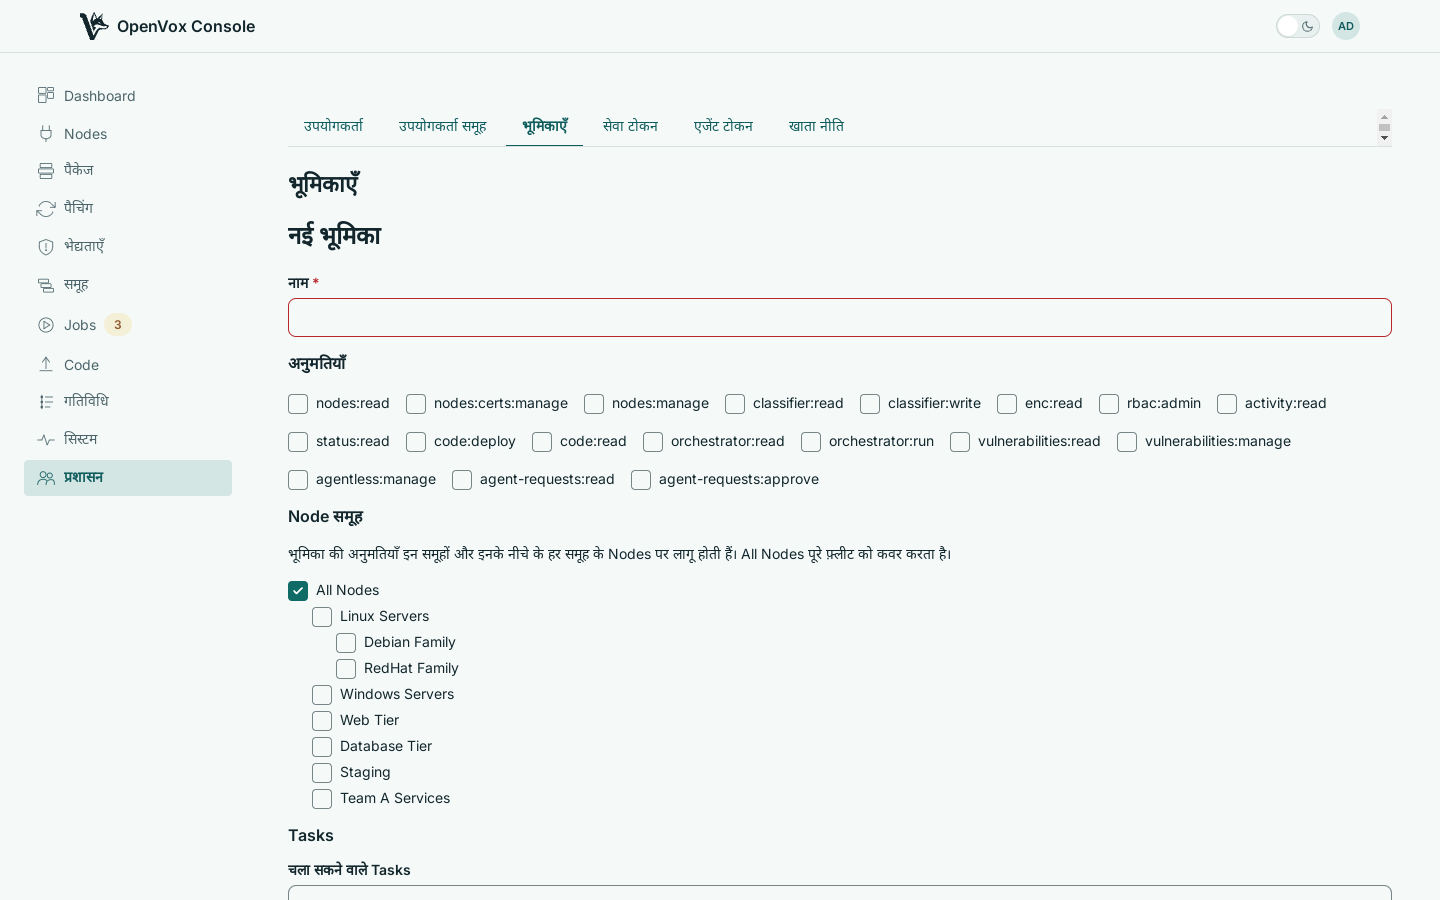 OpenVox Console
AD
Dashboard
Nodes
पैकेज
पैचिंग
भेद्यताएँ
समूह
Jobs 3
Code
गतिविधि
सिस्टम
प्रशासन
उपयोगकर्ता उपयोगकर्ता समूह भूमिकाएँ सेवा टोकन एजेंट टोकन खाता नीति
भूमिकाएँ
नई भूमिका
नाम *
अनुमतियाँ
nodes:read nodes:certs:manage nodes:manage classifier:read classifier:write enc:read rbac:admin activity:read
status:read code:deploy code:read orchestrator:read orchestrator:run vulnerabilities:read vulnerabilities:manage
agentless:manage agent-requests:read agent-requests:approve
Node समूह
भूमिका की अनुमतियाँ इन समूहों और इनके नीचे के हर समूह के Nodes पर लागू होती हैं। All Nodes पूरे फ़्लीट को कवर करता है।
All Nodes
Linux Servers
Debian Family
RedHat Family
Windows Servers
Web Tier
Database Tier
Staging
Team A Services
Tasks
चला सकने वाले Tasks